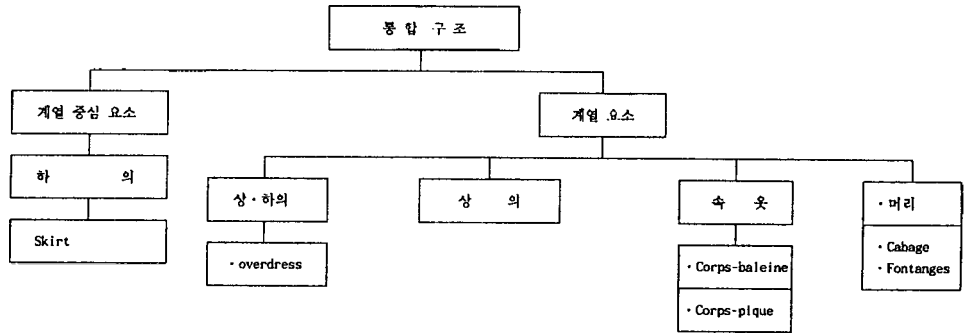 통 합 구 조
계열 중심 요소
계열 요소
하 의
상 · 하의
상 의
속 옷
· 머리
Skirt
· overdress
· Corps-baleine
· Corps-pique
· Cabage
· Fontanges